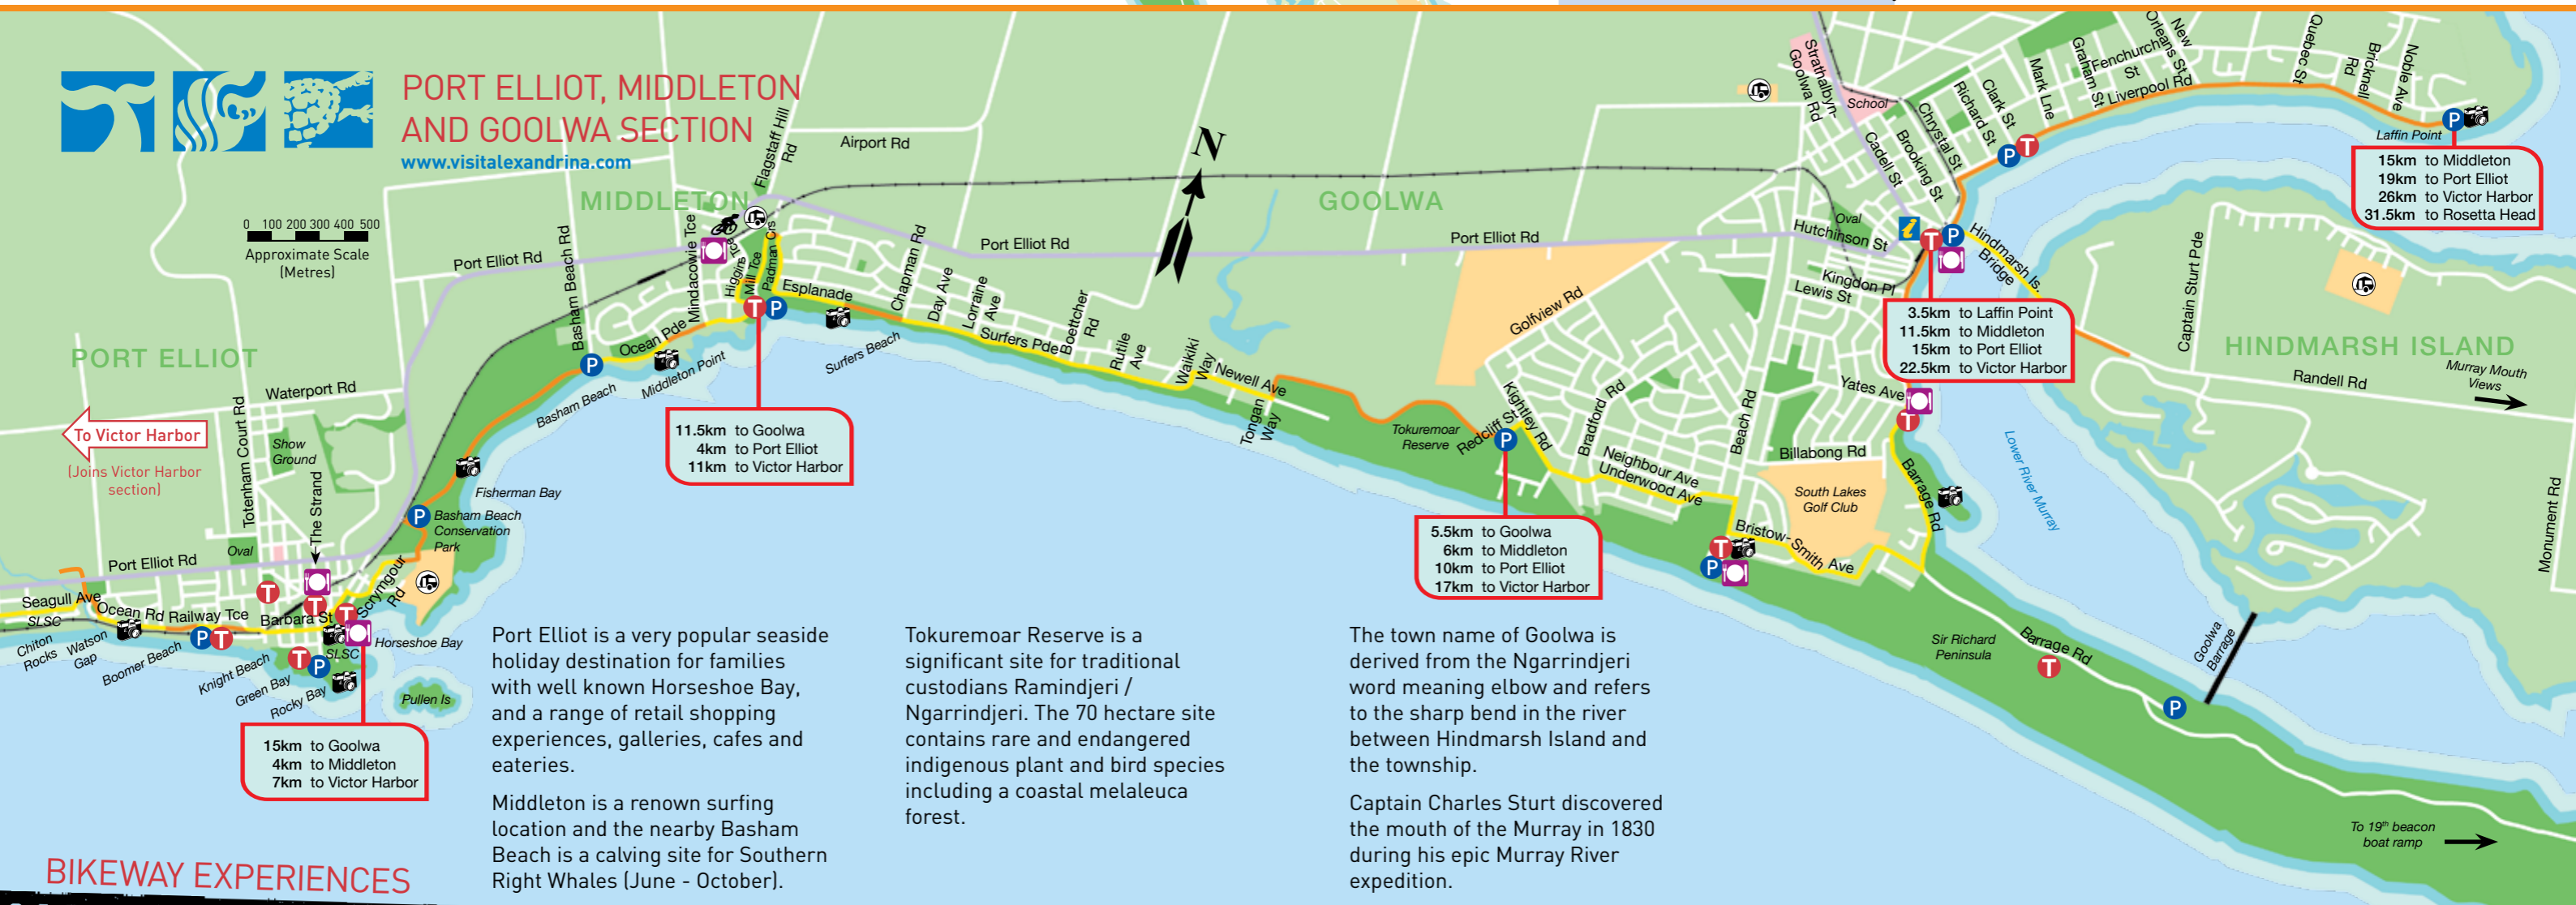 PORT ELLIOT, MIDDLETON
AND GOOLWA SECTION
www.visitalexandrina.com
0 100 200 300 400 500
Approximate Scale
(Metres)
PORT ELLIOT
MIDDLETON
GOOLWA
HINDMARSH ISLAND
N
To Victor Harbor
(Joins Victor Harbor
section)
Port Elliot Rd
Seagull Ave
SLSC
Chiton
Rocks
Watson
Gap
Ocean Rd
Railway Tce
Boomer Beach
Knight Beach
Green Bay
Rocky Bay
Barbara St
SLSC
Horseshoe Bay
Pullen Is
Oval
Totenham Court Rd
Waterport Rd
Show
Ground
The Strand
Scrymgour
Rd
Basham Beach
Conservation
Park
Fisherman Bay
Port Elliot Rd
Basham Beach Rd
Basham Beach
Ocean Pde
Middleton Point
Mindacowie Tce
Higgins Tce
Mill Tce
Padman Crs
Flagstaff Hill
Rd
Airport Rd
Esplanade
Surfers Beach
Chapman Rd
Port Elliot Rd
Day Ave
Lorraine
Ave
Surfers Pde
Boettcher
Rd
Rutile
Ave
Waikiki
Way
Newell Ave
Tongan
Way
Tokuremoar
Reserve
Redcliff St
Kightley Rd
Golfview Rd
Port Elliot Rd
Bradford Rd
Neighbour Ave
Underwood Ave
Beach Rd
Billabong Rd
South Lakes
Golf Club
Bristow-Smith Ave
Barrage Rd
Yates Ave
Lewis St
Kingdon Pl
Hutchinson St
Oval
Cadell St
Brooking St
Chrystal St
School
Strathalbyn-
Goolwa Rd
i
Hindmarsh Is.
Bridge
Richard St
Clark St
Mark Lne
Graham St
Fenchurch
St
Liverpool Rd
New
Orleans St
Quebec St
Bricknell
Rd
Noble Ave
Laffin Point
Captain Sturt Pde
Randell Rd
Murray Mouth
Views
Monument Rd
Lower River Murray
Goolwa
Barrage
Sir Richard
Peninsula
Barrage Rd
To 19th beacon
boat ramp
15km to Goolwa
4km to Middleton
7km to Victor Harbor
11.5km to Goolwa
4km to Port Elliot
11km to Victor Harbor
5.5km to Goolwa
6km to Middleton
10km to Port Elliot
17km to Victor Harbor
3.5km to Laffin Point
11.5km to Middleton
15km to Port Elliot
22.5km to Victor Harbor
15km to Middleton
19km to Port Elliot
26km to Victor Harbor
31.5km to Rosetta Head
Port Elliot is a very popular seaside
holiday destination for families
with well known Horseshoe Bay,
and a range of retail shopping
experiences, galleries, cafes and
eateries.
Middleton is a renown surfing
location and the nearby Basham
Beach is a calving site for Southern
Right Whales (June - October).
Tokuremoar Reserve is a
significant site for traditional
custodians Ramindjeri /
Ngarrindjeri. The 70 hectare site
contains rare and endangered
indigenous plant and bird species
including a coastal melaleuca
forest.
The town name of Goolwa is
derived from the Ngarrindjeri
word meaning elbow and refers
to the sharp bend in the river
between Hindmarsh Island and
the township.
Captain Charles Sturt discovered
the mouth of the Murray in 1830
during his epic Murray River
expedition.
BIKEWAY EXPERIENCES